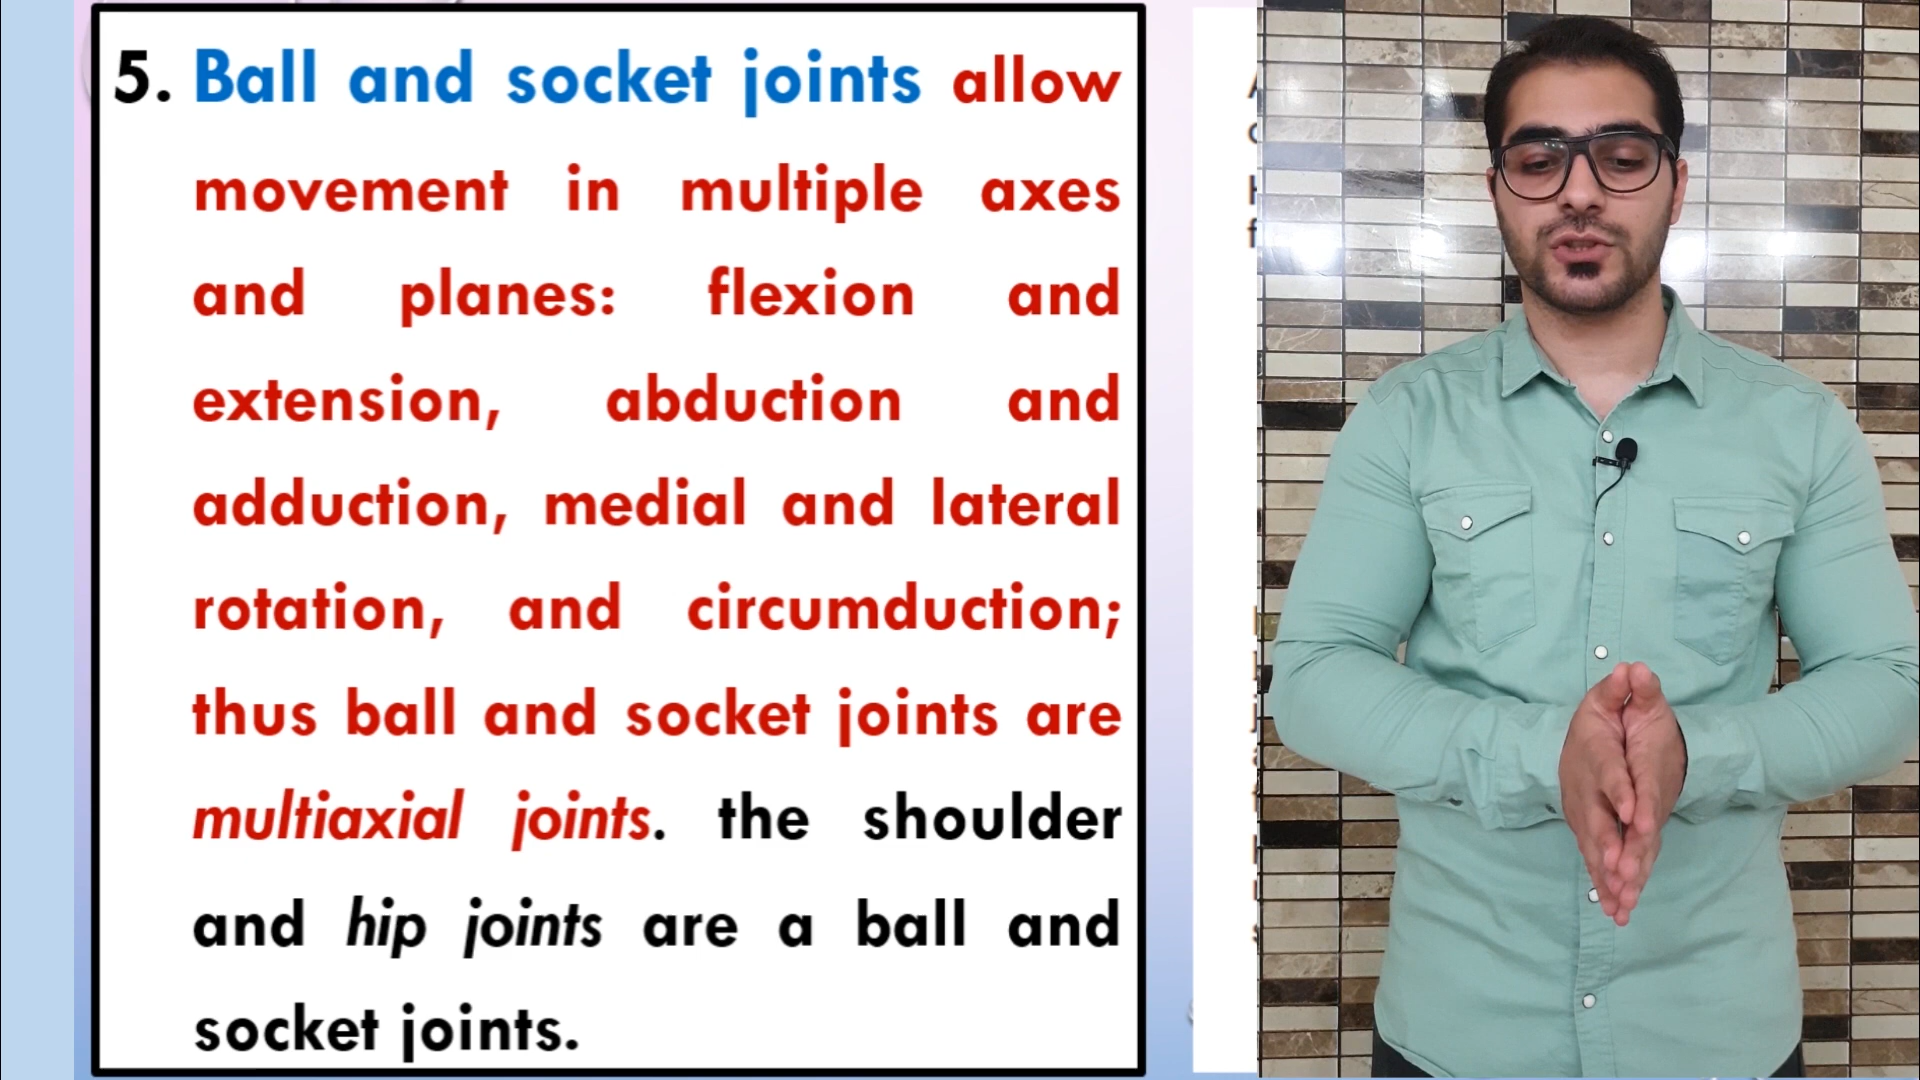 5. Ball and socket joints allow
movement in multiple axes
and planes: flexion and
extension, abduction and
adduction, medial and lateral
rotation, and circumduction;
thus ball and socket joints are
multiaxial joints. the shoulder
and hip joints are a ball and
socket joints.